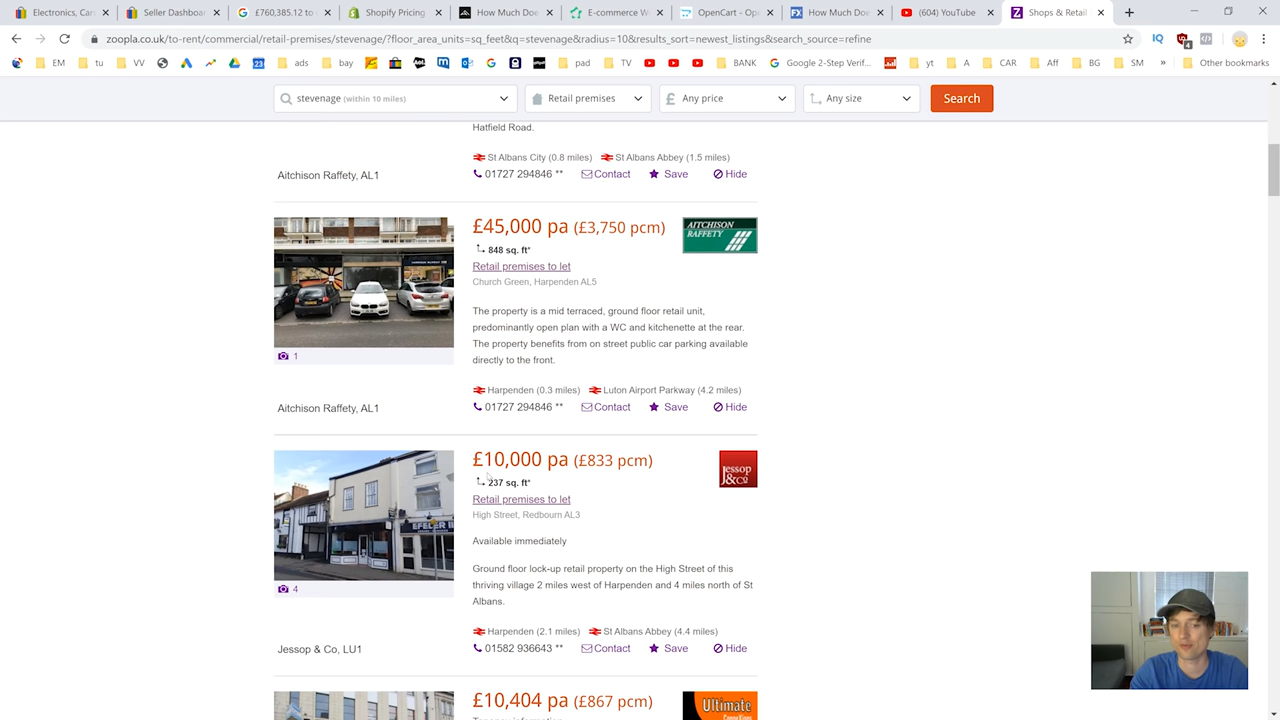 Electronics, Car
Seller Dashboar
£760,385.12 to
Shopify Pricing
How Much Doe
E-commerce W
OpenCart - Op
How Much Doe
(604) YouTube
Shops & Retail
zoopla.co.uk/to-rent/commercial/retail-premises/stevenage/?floor_area_units=sq_feet&q=stevenage&radius=10&results_sort=newest_listings&search_source=refine
EM
tu
VV
ads
bay
pad
TV
BANK
Google 2-Step Verif...
yt
A
CAR
Aff
BG
SM
Other bookmarks
stevenage (within 10 miles)
Retail premises
£ Any price
Any size
Search
Hatfield Road.
St Albans City (0.8 miles) St Albans Abbey (1.5 miles)
Aitchison Raffety, AL1
01727 294846 ** Contact Save Hide
£45,000 pa (£3,750 pcm)
AITCHISON
RAFFETY
848 sq. ft*
Retail premises to let
Church Green, Harpenden AL5
The property is a mid terraced, ground floor retail unit,
predominantly open plan with a WC and kitchenette at the rear.
The property benefits from on street public car parking available
directly to the front.
1
Harpenden (0.3 miles) Luton Airport Parkway (4.2 miles)
Aitchison Raffety, AL1
01727 294846 ** Contact Save Hide
£10,000 pa (£833 pcm)
Jessop
&Co
237 sq. ft*
Retail premises to let
High Street, Redbourn AL3
Available immediately
Ground floor lock-up retail property on the High Street of this
thriving village 2 miles west of Harpenden and 4 miles north of St
Albans.
4
Harpenden (2.1 miles) St Albans Abbey (4.4 miles)
Jessop & Co, LU1
01582 936643 ** Contact Save Hide
£10,404 pa (£867 pcm)
Ultimate